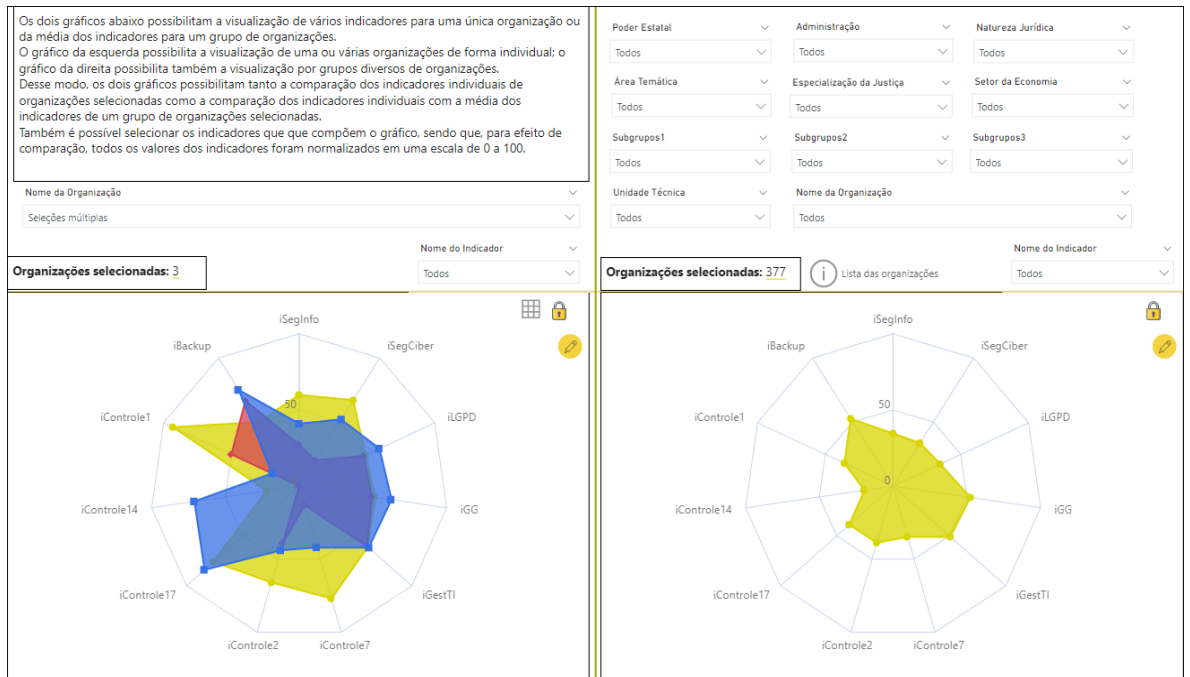 Os dois gráficos abaixo possibilitam a visualização de vários indicadores para uma única organização ou
da média dos indicadores para um grupo de organizações.
O gráfico da esquerda possibilita a visualização de uma ou várias organizações de forma individual; o
gráfico da direita possibilita também a visualização por grupos diversos de organizações.
Desse modo, os dois gráficos possibilitam tanto a comparação dos indicadores individuais de
organizações selecionadas como a comparação dos indicadores individuais com a média dos
indicadores de um grupo de organizações selecionadas.
Também é possível selecionar os indicadores que que compõem o gráfico, sendo que, para efeito de
comparação, todos os valores dos indicadores foram normalizados em uma escala de 0 a 100.
Nome da Organização
Seleções múltiplas
Nome do Indicador
Organizações selecionadas: 3
Todos
iSegInfo
iBackup
iSegCiber
50
iControle1
iLGPD
iControle14
iGG
iControle17
iGestTI
iControle2
iControle7
Poder Estatal
Administração
Natureza Jurídica
Todos
Todos
Todos
Área Temática
Especialização da Justiça
Setor da Economia
Todos
Todos
Todos
Subgrupos1
Subgrupos2
Subgrupos3
Todos
Todos
Todos
Unidade Técnica
Nome da Organização
Todos
Todos
Nome do Indicador
Organizações selecionadas: 377
i
Lista das organizações
Todos
iSegInfo
iBackup
iSegCiber
50
iControle1
iLGPD
0
iControle14
iGG
iControle17
iGestTI
iControle2
iControle7